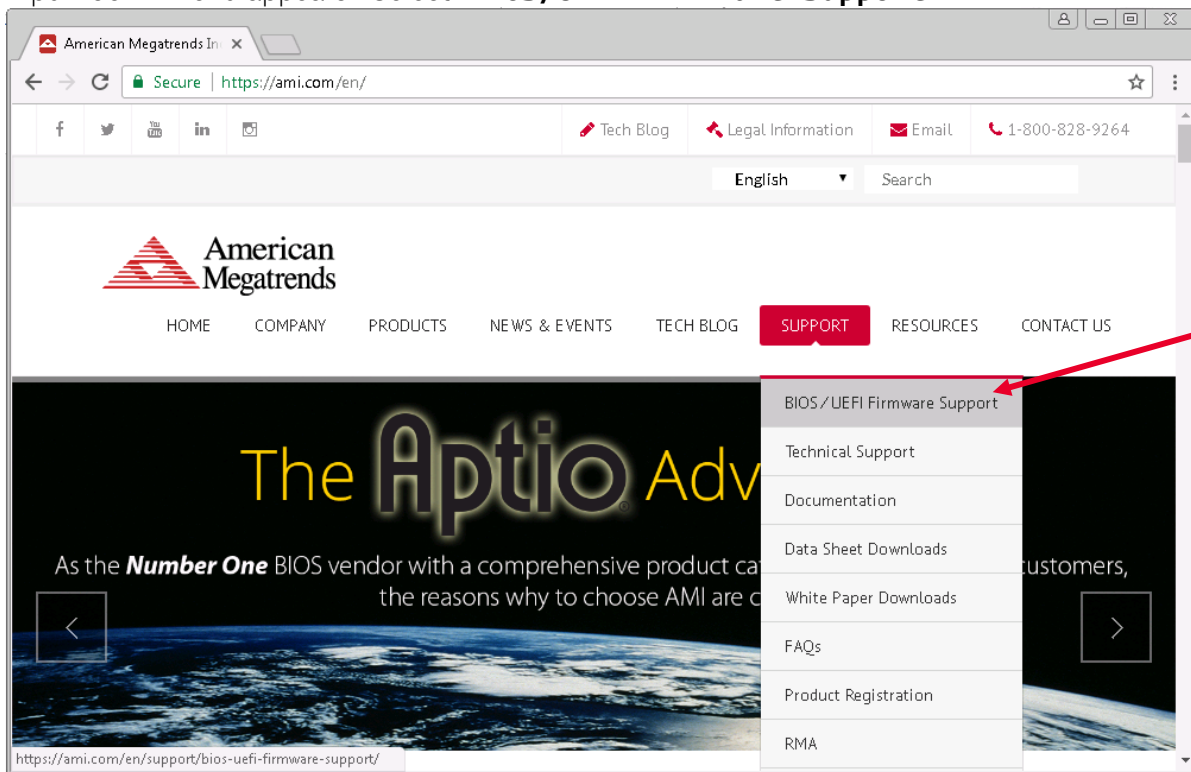 American Megatrends In
Secure | https://ami.com/en/
Tech Blog Legal Information Email 1-800-828-9264
English Search
American
Megatrends
HOME COMPANY PRODUCTS NEWS & EVENTS TECH BLOG SUPPORT RESOURCES CONTACT US
BIOS/UEFI Firmware Support
Technical Support
Documentation
Data Sheet Downloads
White Paper Downloads
FAQs
Product Registration
RMA
The Aptio Adv
As the Number One BIOS vendor with a comprehensive product ca ustomers,
the reasons why to choose AMI are c
https://ami.com/en/support/bios-uefi-firmware-support/